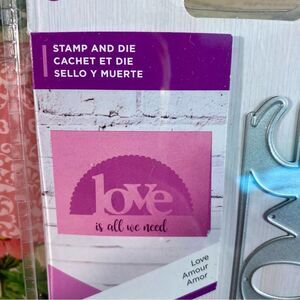 STAMP AND DIE
CACHET ET DIE
SELLO Y MUERTE
love
is all we need
Love
Amour
Amor